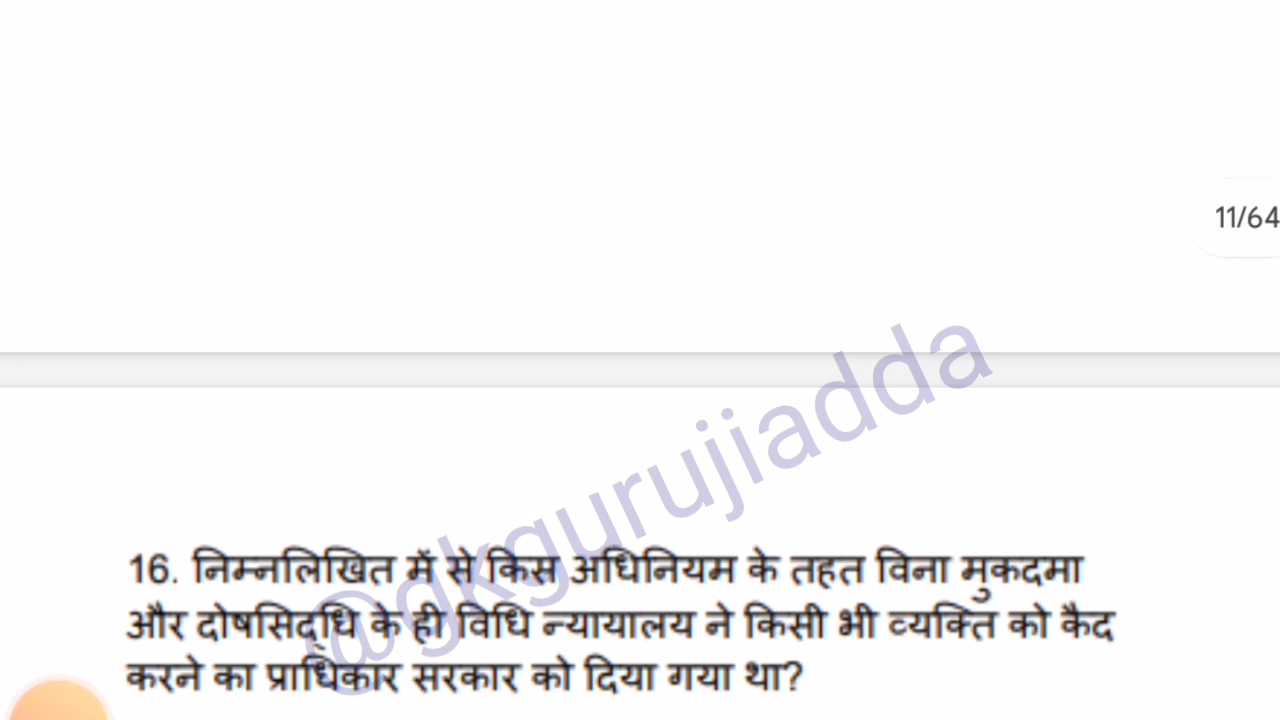 11/64
@gkgurujiadda
16. निम्नलिखित में से किस अधिनियम के तहत विना मुकदमा
और दोषसिद्धि के ही विधि न्यायालय ने किसी भी व्यक्ति को कैद
करने का प्राधिकार सरकार को दिया गया था?